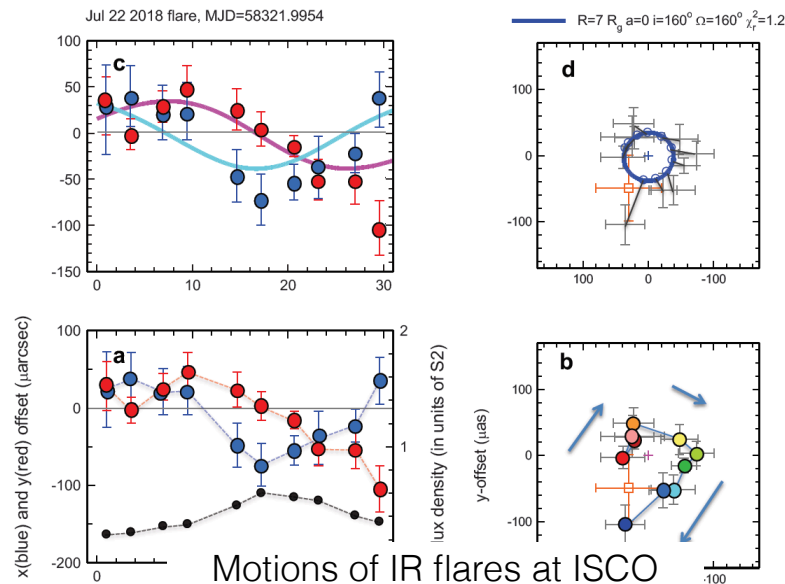 Jul 22 2018 flare, MJD=58321.9954
R=7 R_g a=0 i=160° Ω=160° χ_r²=1.2
c
100
50
0
-50
-100
-150
0 10 20 30
d
100
0
-100
100 0 -100
a
x(blue) and y(red) offset (μarcsec)
100
0
-100
-200
0
2
1
lux density (in units of S2)
b
y-offset (μas)
100
0
-100
-100
Motions of IR flares at ISCO